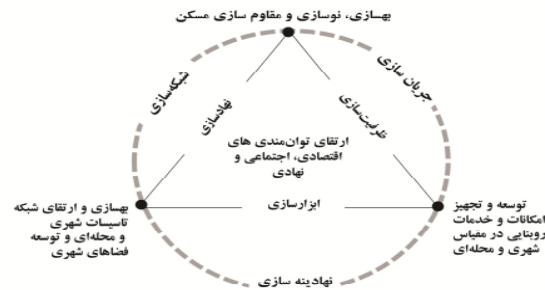 بهسازی، نوسازی و مقاوم سازی مسکن
شبکه‌سازی
جریان سازی
نهادسازی
ظرفیت‌سازی
ارتقای توان‌مندی های
اقتصادی، اجتماعی و
نهادی
ابزارسازی
بهسازی و ارتقای شبکه
تاسیسات شهری
و محله‌ای و توسعه
فضاهای شهری
توسعه و تجهیز
امکانات و خدمات
روبنایی در مقیاس
شهری و محله‌ای
نهادینه سازی